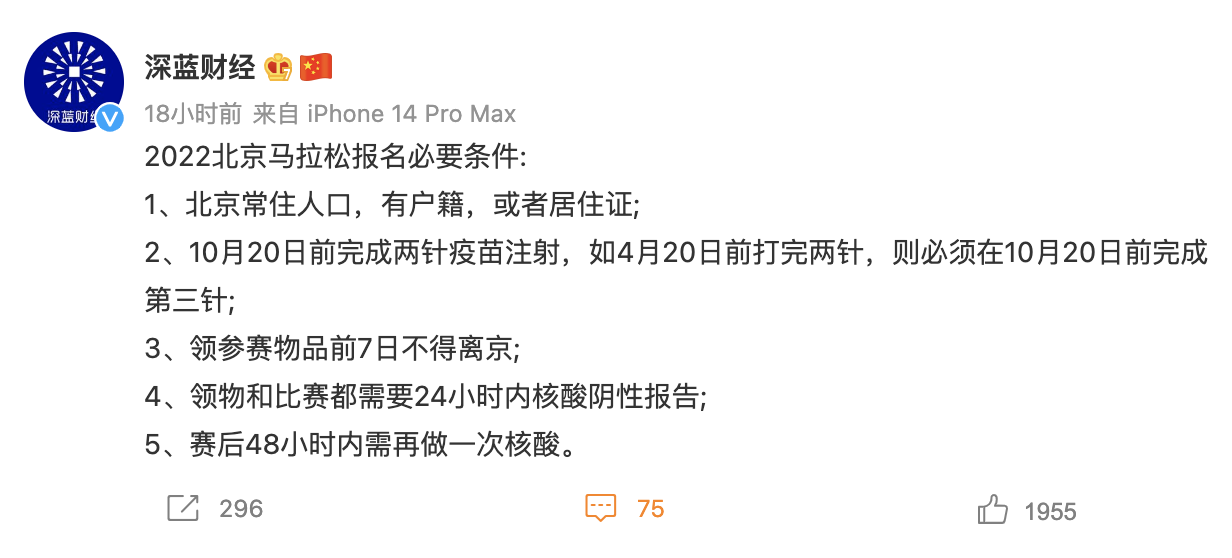 深蓝财经
深蓝财经
18小时前 来自 iPhone 14 Pro Max
2022北京马拉松报名必要条件:
1、北京常住人口，有户籍，或者居住证;
2、10月20日前完成两针疫苗注射，如4月20日前打完两针，则必须在10月20日前完成
第三针;
3、领参赛物品前7日不得离京;
4、领物和比赛都需要24小时内核酸阴性报告;
5、赛后48小时内需再做一次核酸。
296 75 1955